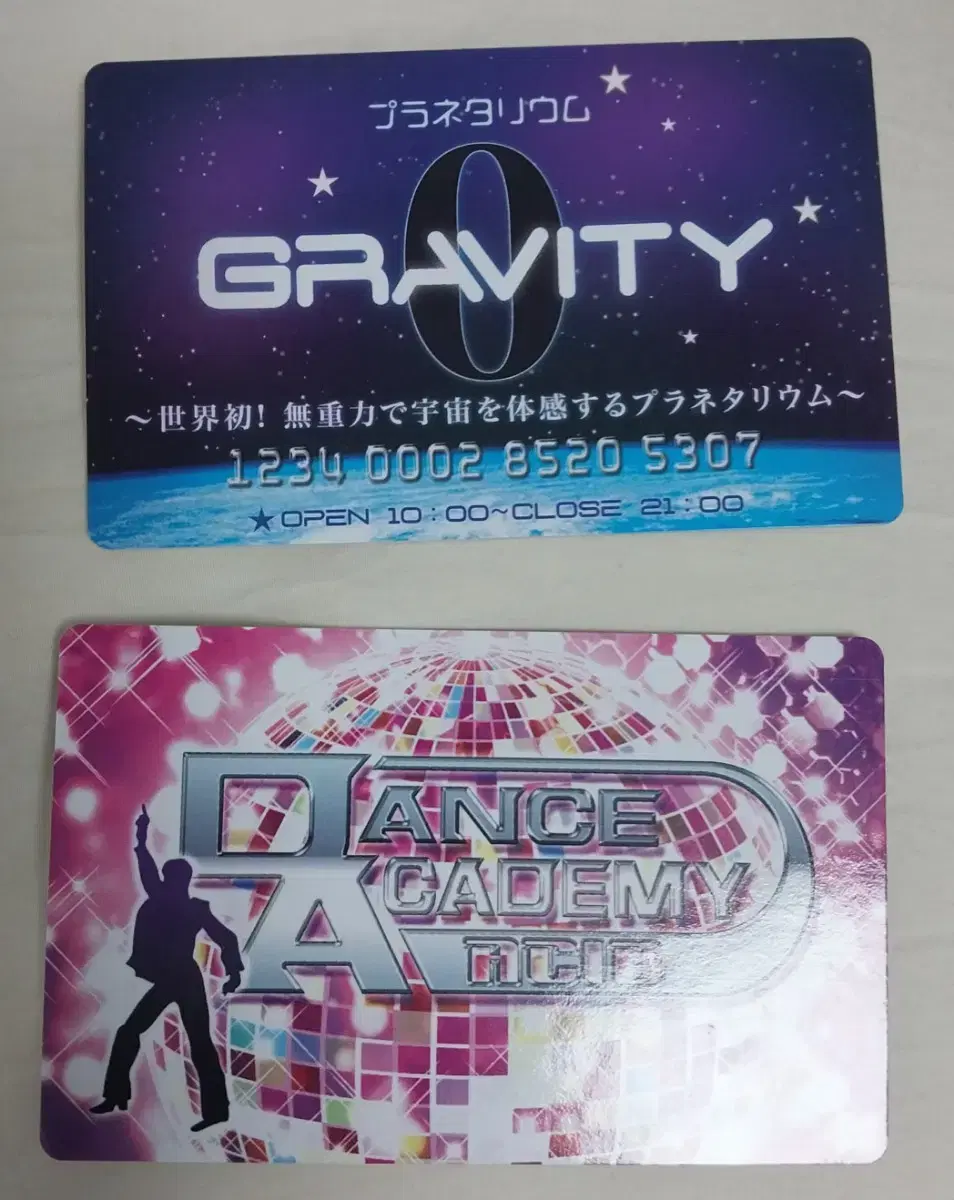 プラネタリウム
0
GRAVITY
～世界初! 無重力で宇宙を体感するプラネタリウム～
1234 0002 8520 5307
★OPEN 10:00~CLOSE 21:00
DANCE
ACADEMY